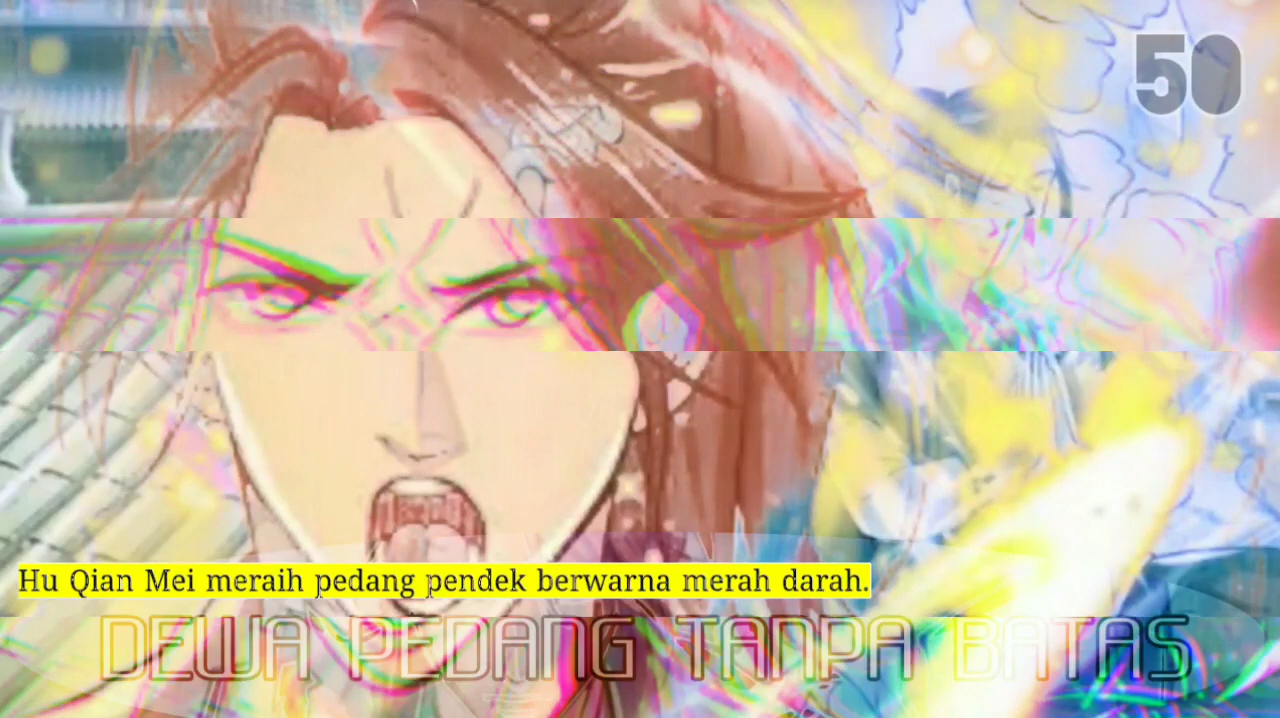 50
Hu Qian Mei meraih pedang pendek berwarna merah darah.
DEWA PEDANG TANPA BATAS